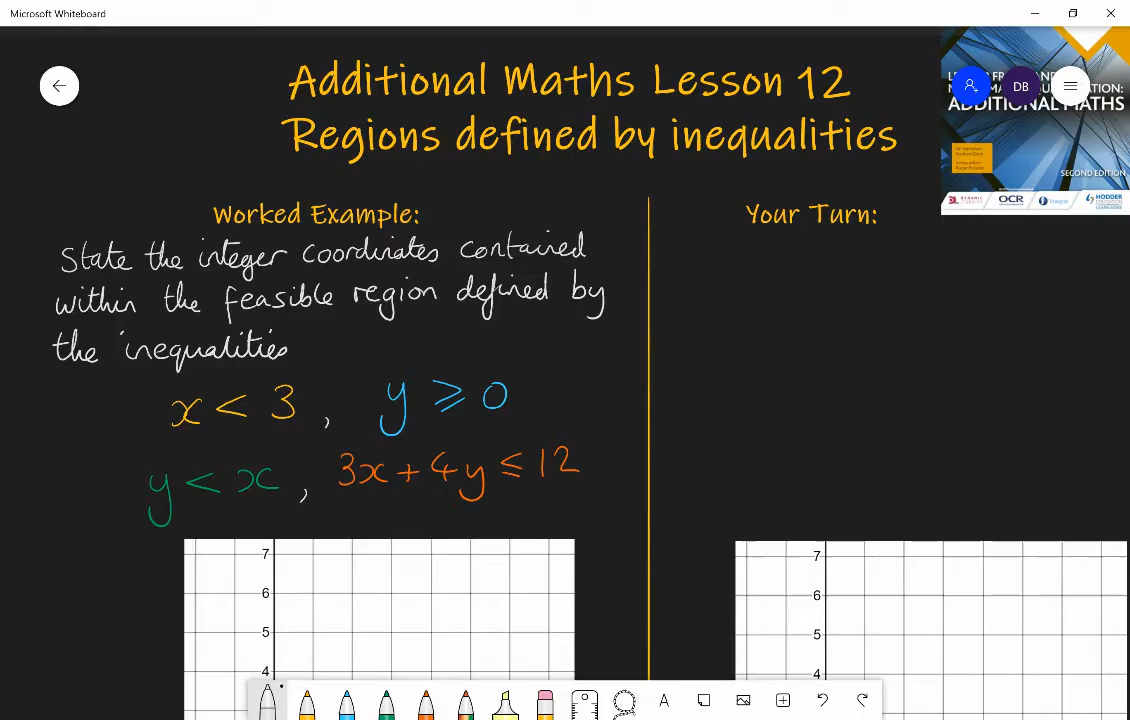 Microsoft Whiteboard
Additional Maths Lesson 12
Regions defined by inequalities
DB
ADDITIONAL MATHS
SECOND EDITION
OCR
Worked Example:
Your Turn:
State the integer coordinates contained
within the feasible region defined by
the inequalities
x < 3 , y ⩾ 0
y < x , 3x + 4y ≤ 12
7
6
5
4
7
6
5
4
A